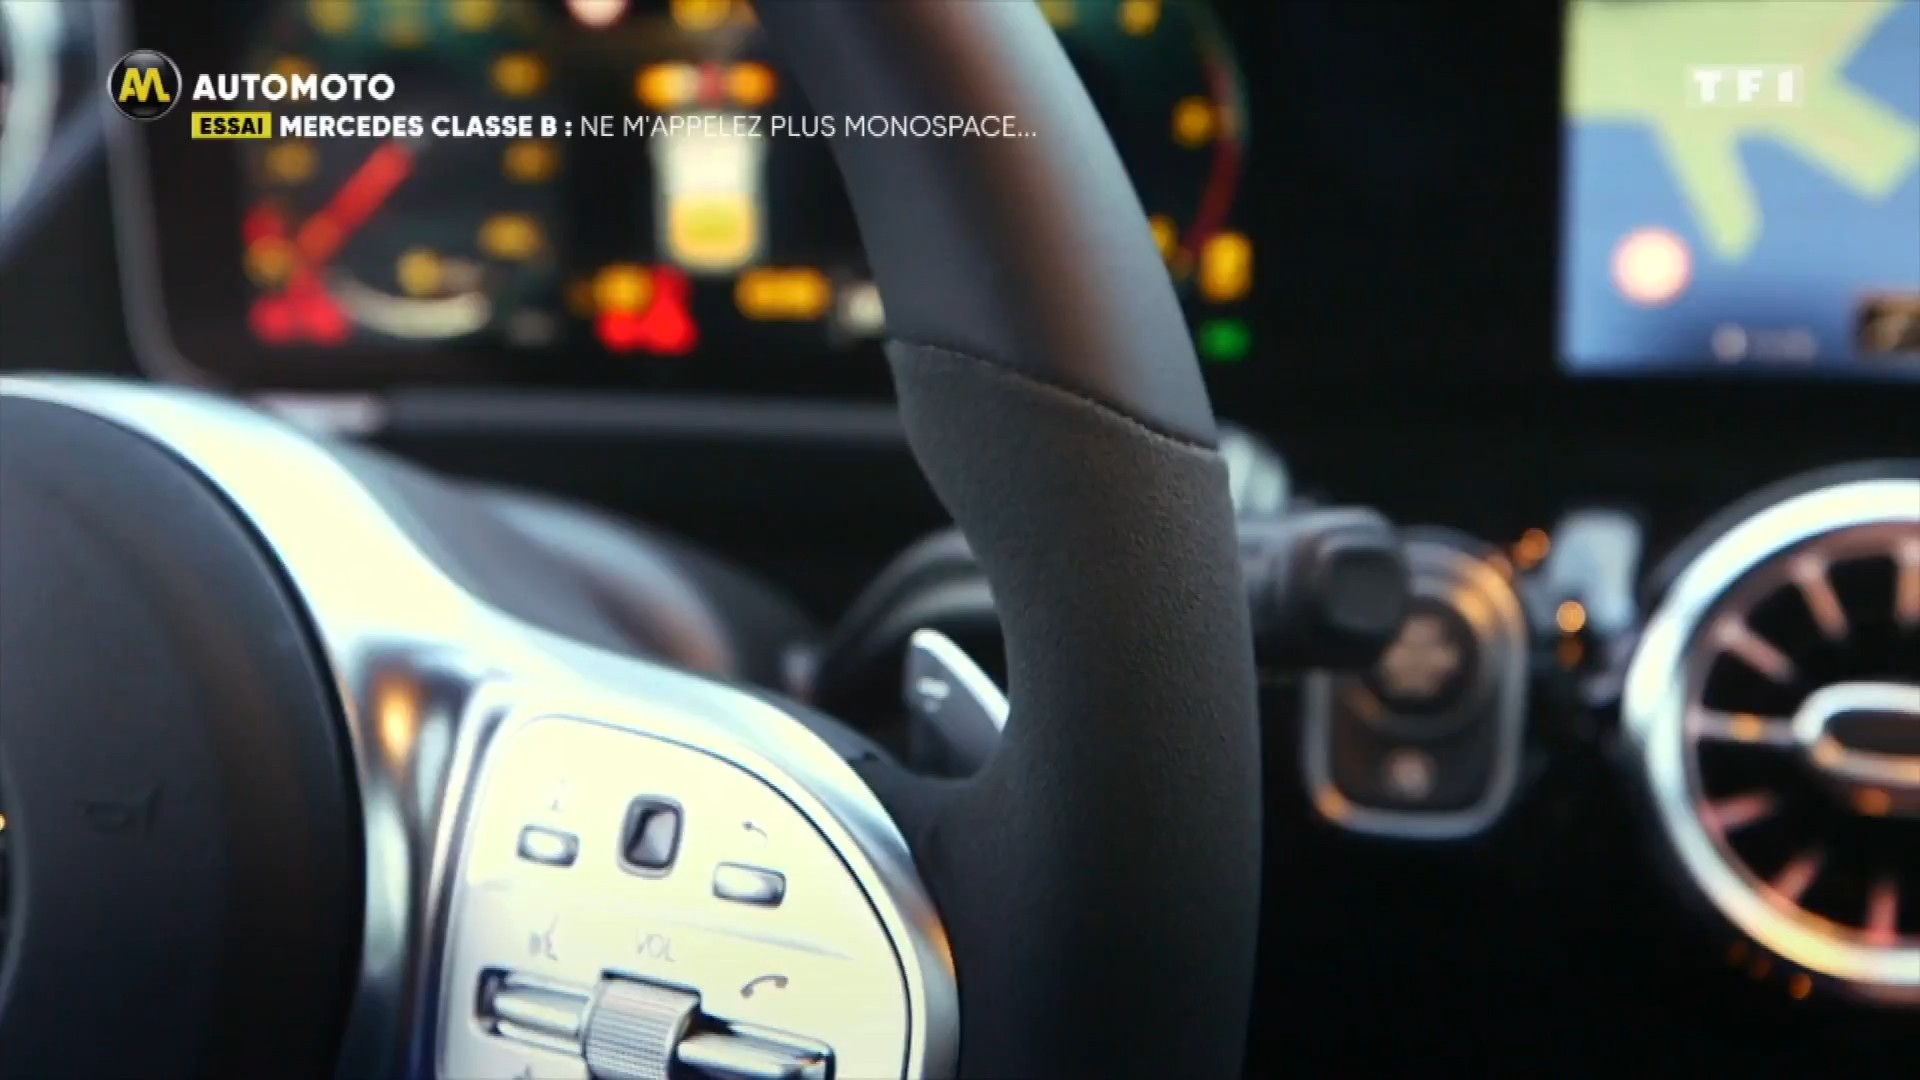 AUTOMOTO
TF1
ESSAI MERCEDES CLASSE B : NE M'APPELEZ PLUS MONOSPACE...
VOL